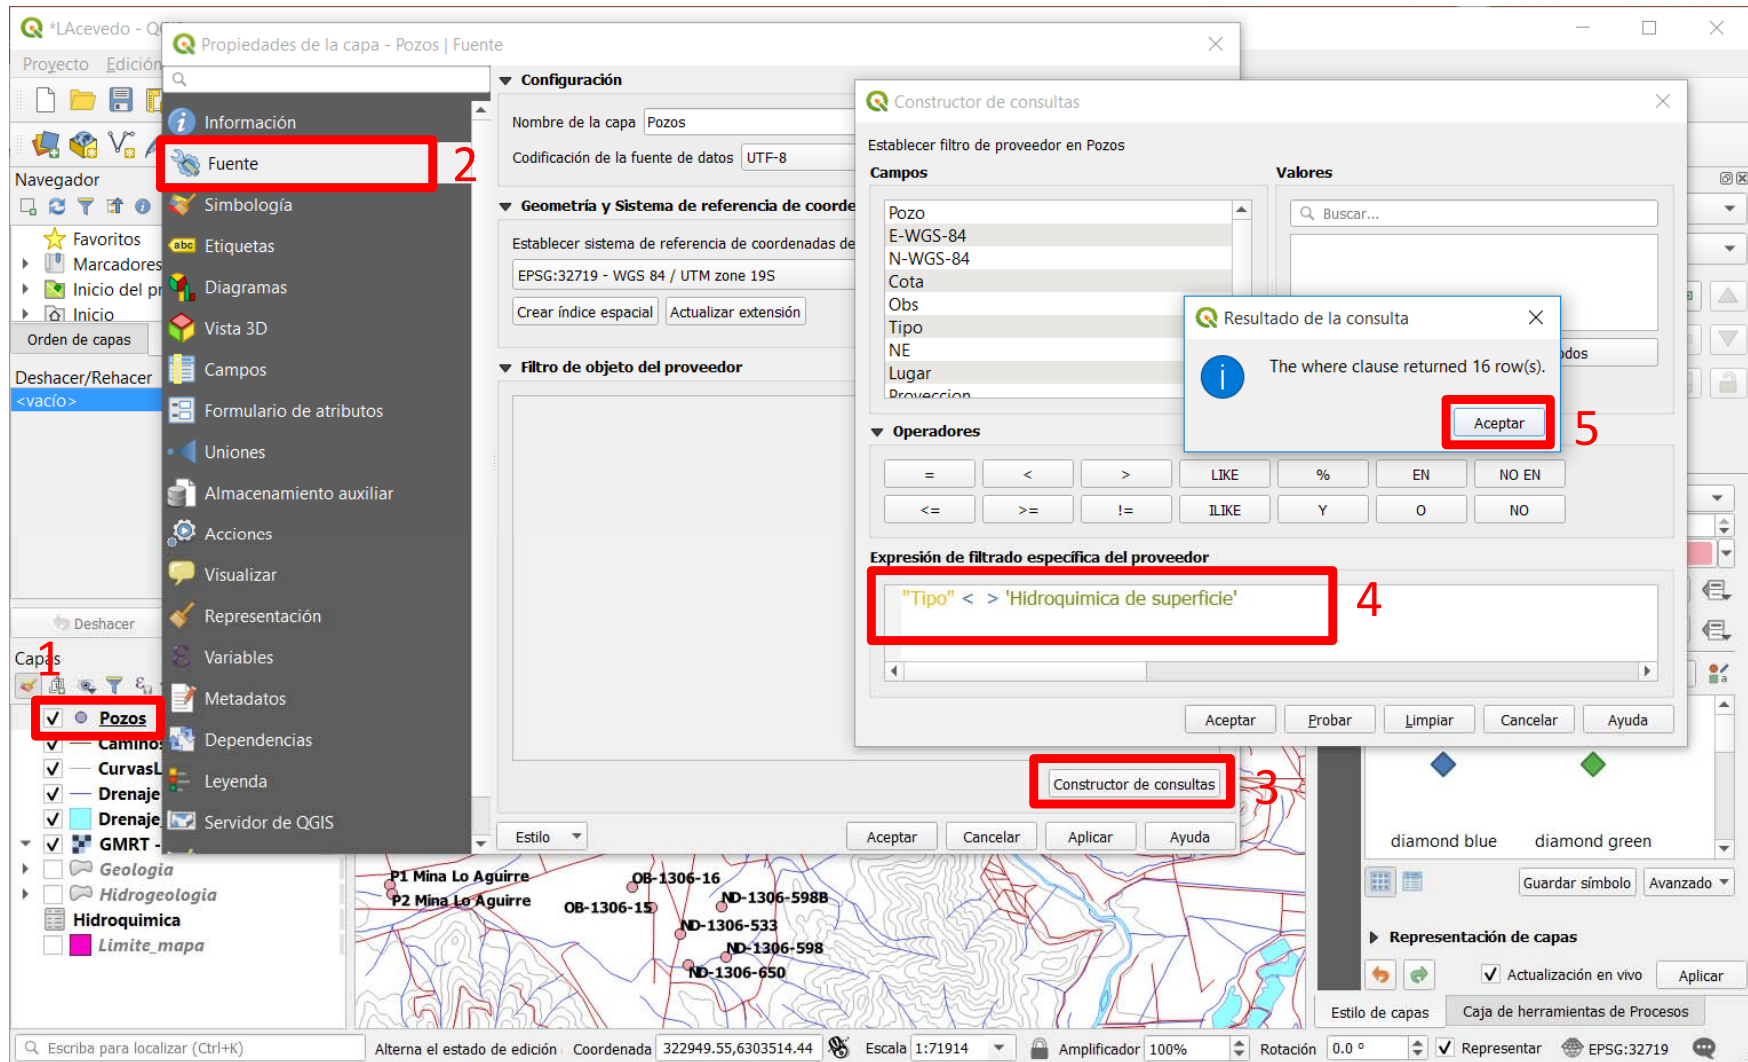 *LAcevedo - Q
Proyecto Edición
Navegador
Favoritos
Marcadores
Inicio del pr
Inicio
Orden de capas
Deshacer/Rehacer
<vacío>
Deshacer
1
Capas
Pozos
Caminos
CurvasL
Drenaje
Drenaje_
GMRT -
Geologia
Hidrogeologia
Hidroquimica
Limite_mapa
Propiedades de la capa - Pozos | Fuente
Información
Fuente
2
Simbología
abc Etiquetas
Diagramas
Vista 3D
Campos
Formulario de atributos
Uniones
Almacenamiento auxiliar
Acciones
Visualizar
Representación
Variables
Metadatos
Dependencias
Leyenda
Servidor de QGIS
Configuración
Nombre de la capa Pozos
Codificación de la fuente de datos UTF-8
Geometría y Sistema de referencia de coorde
Establecer sistema de referencia de coordenadas de
EPSG:32719 - WGS 84 / UTM zone 19S
Crear índice espacial Actualizar extensión
Filtro de objeto del proveedor
Constructor de consultas
3
Estilo Aceptar Cancelar Aplicar Ayuda
Constructor de consultas
Establecer filtro de proveedor en Pozos
Campos
Pozo
E-WGS-84
N-WGS-84
Cota
Obs
Tipo
NE
Lugar
Proyeccion
Valores
Buscar...
odos
Resultado de la consulta
The where clause returned 16 row(s).
Aceptar
5
Operadores
= < > LIKE % EN NO EN
<= >= != ILIKE Y O NO
Expresión de filtrado específica del proveedor
"Tipo" < > 'Hidroquimica de superficie'
4
Aceptar Probar Limpiar Cancelar Ayuda
P1 Mina Lo Aguirre
P2 Mina Lo Aguirre
OB-1306-16
OB-1306-15
ND-1306-598B
ND-1306-533
ND-1306-598
ND-1306-650
diamond blue diamond green
Guardar símbolo Avanzado
Representación de capas
Actualización en vivo Aplicar
Estilo de capas Caja de herramientas de Procesos
Escriba para localizar (Ctrl+K) Alterna el estado de edición Coordenada 322949.55,6303514.44 Escala 1:71914 Amplificador 100% Rotación 0.0 ° Representar EPSG:32719